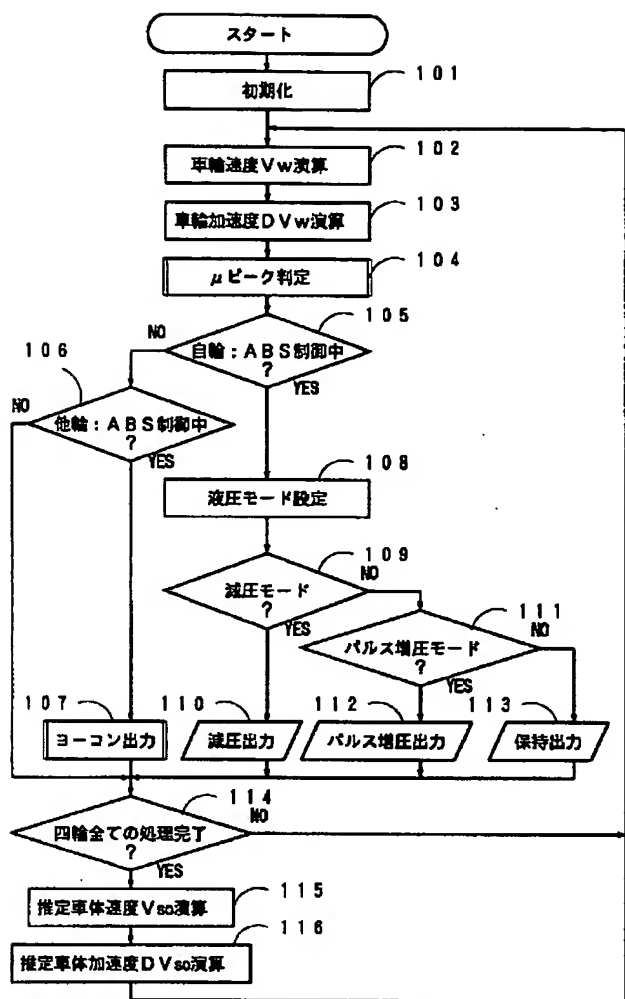 スタート
101
初期化
102
車輪速度Vw演算
103
車輪加速度DVw演算
104
μピーク判定
105
NO
自輪:ABS制御中
?
YES
106
NO
他輪:ABS制御中
?
YES
108
液圧モード設定
109
NO
減圧モード
?
YES
111
NO
パルス増圧モード
?
YES
107
ヨーコン出力
110
減圧出力
112
パルス増圧出力
113
保持出力
114
NO
四輪全ての処理完了
?
YES
115
推定車体速度Vso演算
116
推定車体加速度DVso演算